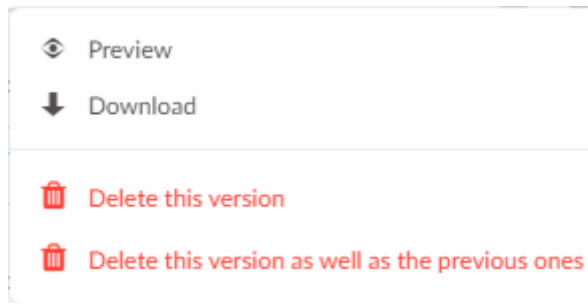 Preview
Download
Delete this version
Delete this version as well as the previous ones